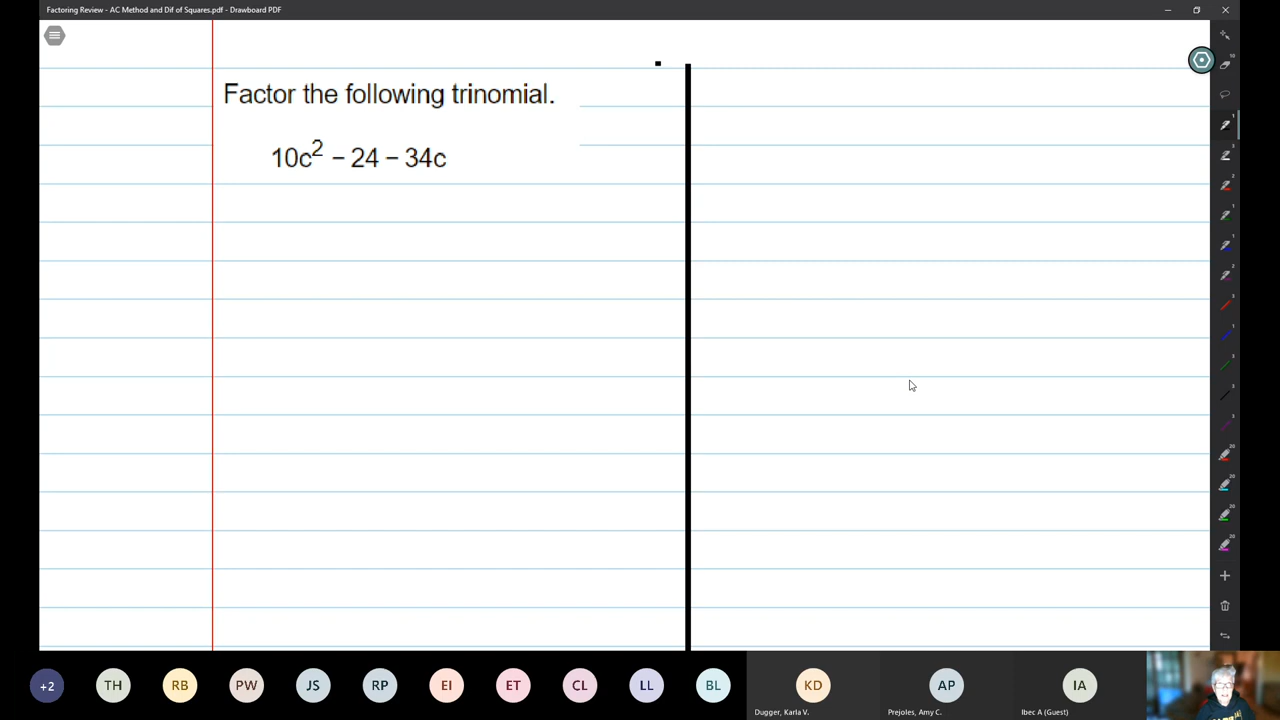 Factoring Review - AC Method and Dif of Squares.pdf - Drawboard PDF
Factor the following trinomial.
10c² − 24 − 34c
+2 TH RB PW JS RP EI ET CL LL BL KD AP IA
Dugger, Karla V. Prejoles, Amy C. Ibec A (Guest)